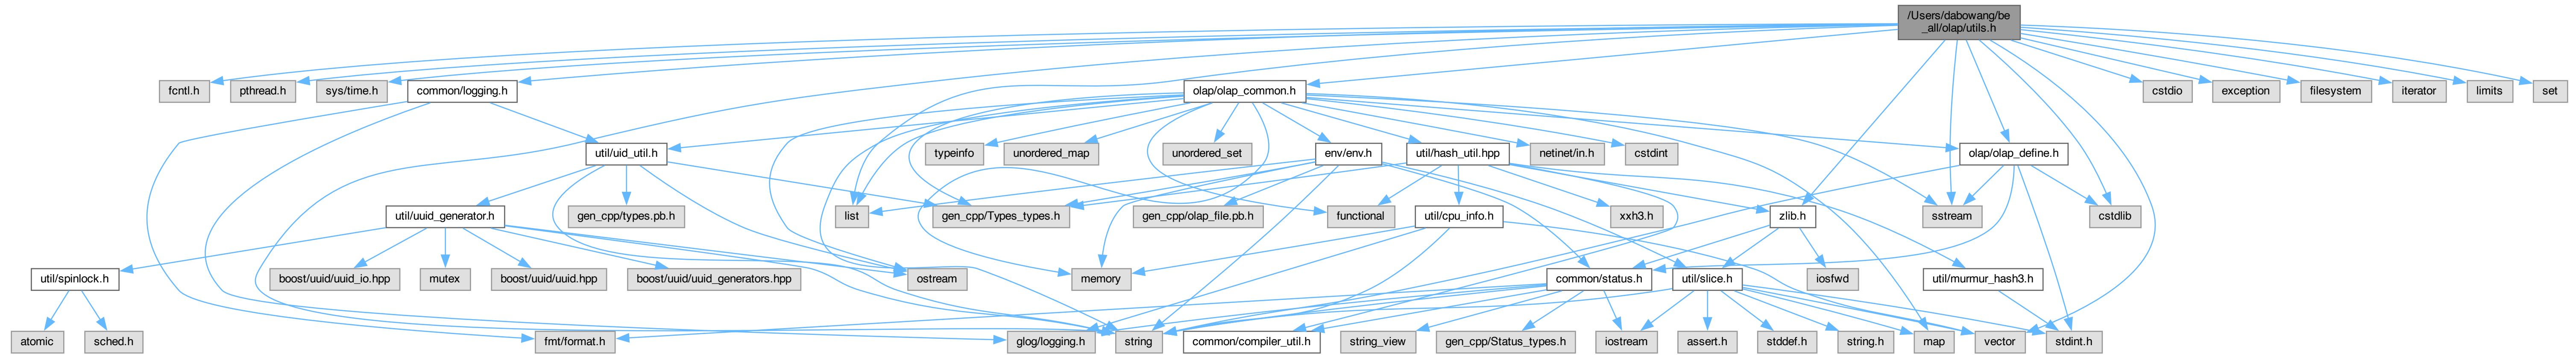 /Users/dabowang/be
_all/olap/utils.h
fcntl.h
pthread.h
sys/time.h
common/logging.h
olap/olap_common.h
cstdio
exception
filesystem
iterator
limits
set
util/uid_util.h
typeinfo
unordered_map
unordered_set
env/env.h
util/hash_util.hpp
netinet/in.h
cstdint
olap/olap_define.h
util/uuid_generator.h
gen_cpp/types.pb.h
list
gen_cpp/Types_types.h
gen_cpp/olap_file.pb.h
functional
util/cpu_info.h
xxh3.h
zlib.h
sstream
cstdlib
util/spinlock.h
boost/uuid/uuid_io.hpp
mutex
boost/uuid/uuid.hpp
boost/uuid/uuid_generators.hpp
ostream
memory
common/status.h
util/slice.h
iosfwd
util/murmur_hash3.h
atomic
sched.h
fmt/format.h
glog/logging.h
string
common/compiler_util.h
string_view
gen_cpp/Status_types.h
iostream
assert.h
stddef.h
string.h
map
vector
stdint.h